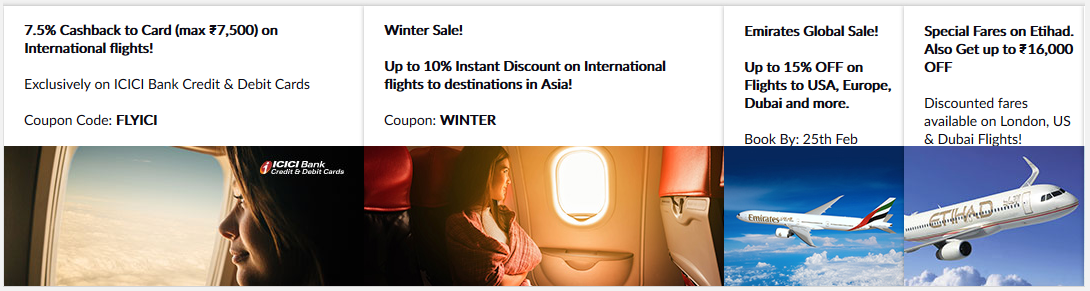 7.5% Cashback to Card (max ₹7,500) on
International flights!
Exclusively on ICICI Bank Credit & Debit Cards
Coupon Code: FLYICI
ICICI Bank
Credit & Debit Cards
Winter Sale!
Up to 10% Instant Discount on International
flights to destinations in Asia!
Coupon: WINTER
Emirates Global Sale!
Up to 15% OFF on
Flights to USA, Europe,
Dubai and more.
Book By: 25th Feb
Emirates
Special Fares on Etihad.
Also Get up to ₹16,000
OFF
Discounted fares
available on London, US
& Dubai Flights!
ETIHAD